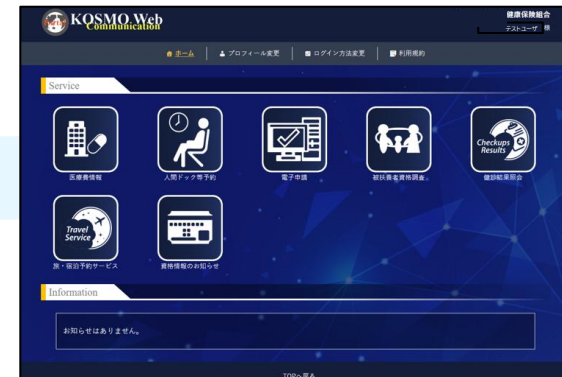 KOSMO Web
Communication
健康保険組合
テストユーザ 様
ホーム
プロフィール変更
ログイン方法変更
利用規約
Service
医療費情報
人間ドック等予約
電子申請
被扶養者資格調査
Checkups
Results
健診結果照会
Travel
Service
旅・宿泊予約サービス
資格情報のお知らせ
Information
お知らせはありません。
TOPへ戻る